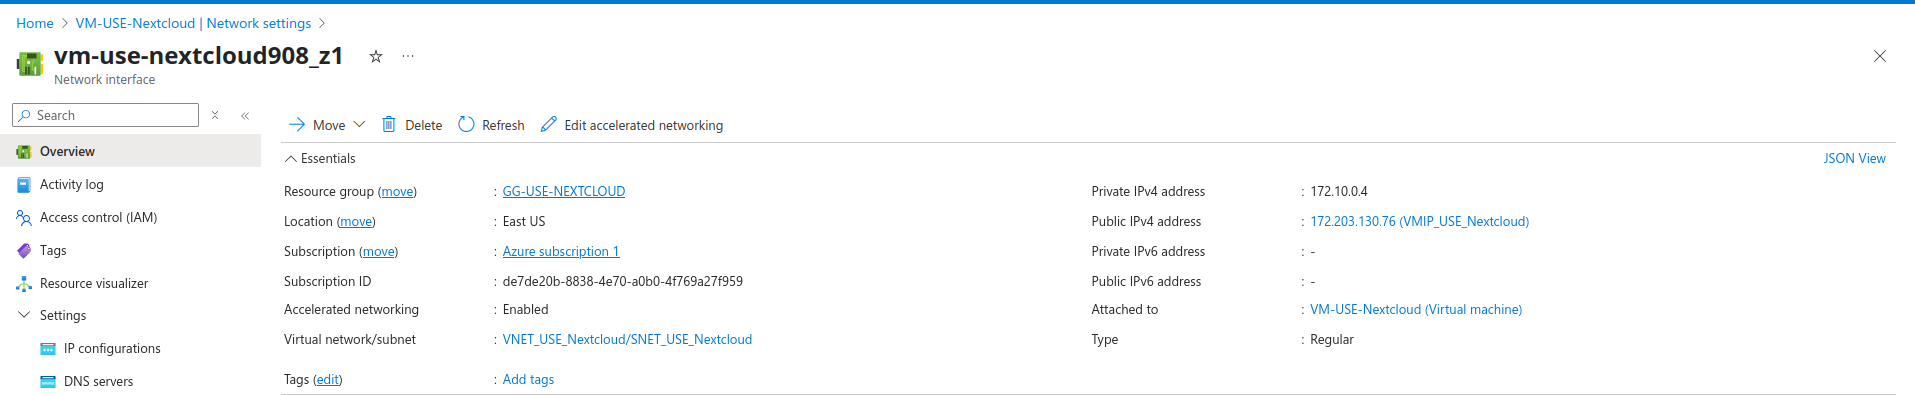 Home > VM-USE-Nextcloud | Network settings >
vm-use-nextcloud908_z1 ☆ ...
Network interface
Search
Overview
Activity log
Access control (IAM)
Tags
Resource visualizer
Settings
IP configurations
DNS servers
Move Delete Refresh Edit accelerated networking
Essentials JSON View
Resource group (move) : GG-USE-NEXTCLOUD
Location (move) : East US
Subscription (move) : Azure subscription 1
Subscription ID : de7de20b-8838-4e70-a0b0-4f769a27f959
Accelerated networking : Enabled
Virtual network/subnet : VNET_USE_Nextcloud/SNET_USE_Nextcloud
Private IPv4 address : 172.10.0.4
Public IPv4 address : 172.203.130.76 (VMIP_USE_Nextcloud)
Private IPv6 address : -
Public IPv6 address : -
Attached to : VM-USE-Nextcloud (Virtual machine)
Type : Regular
Tags (edit) : Add tags